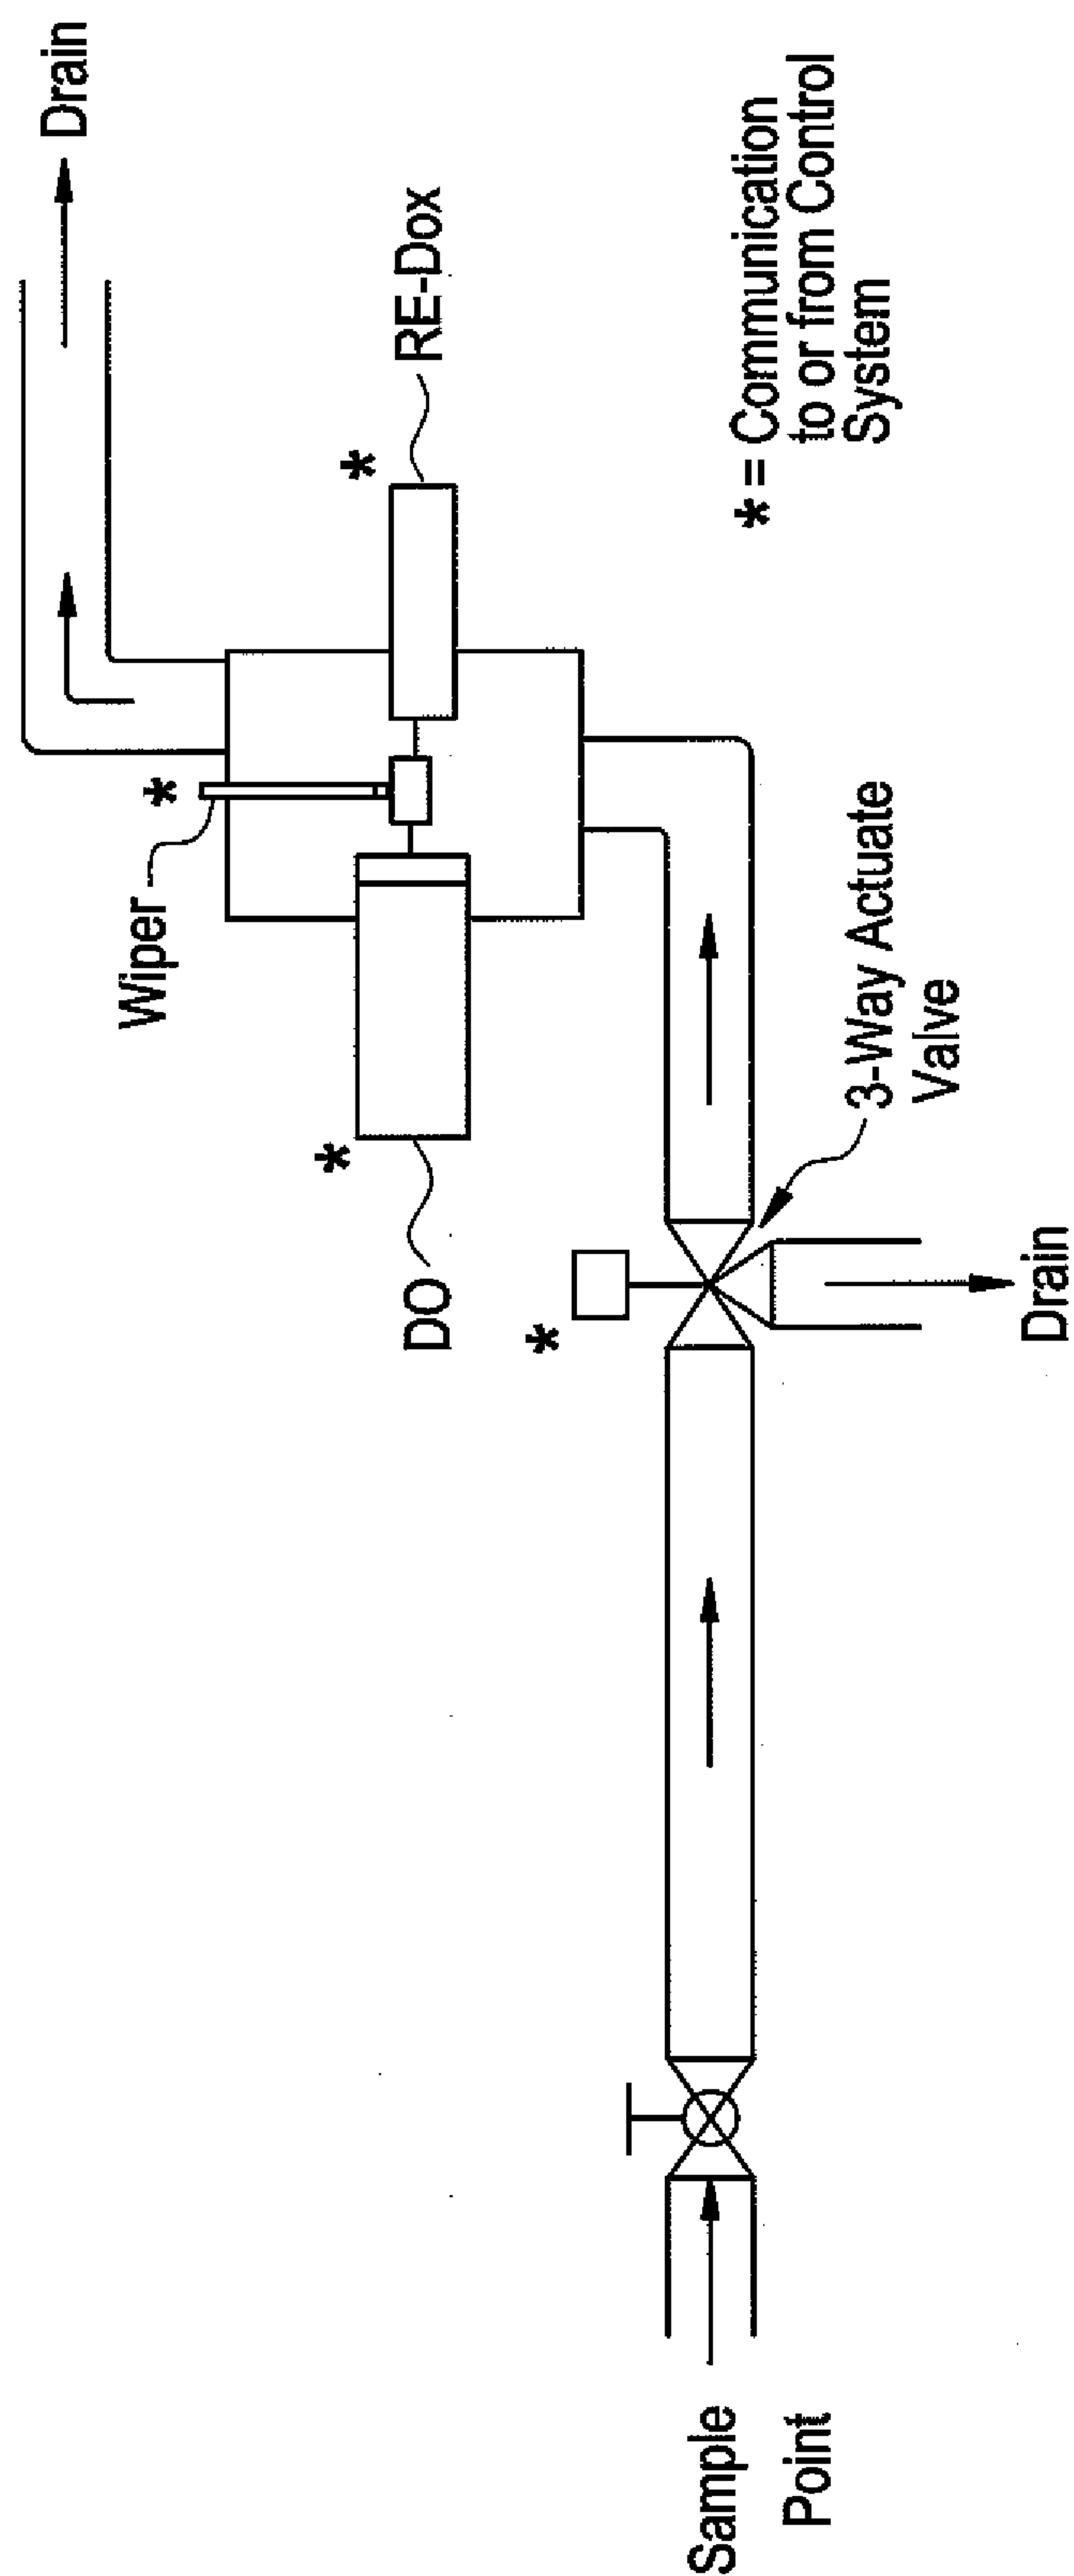 Drain
*
Wiper
*
RE-Dox
*
DO
*
3-Way Actuate
Valve
Drain
Sample
Point
* = Communication
to or from Control
System